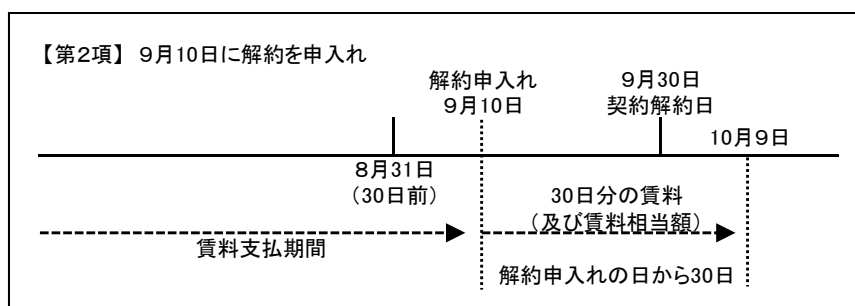 【第2項】 9月10日に解約を申入れ
解約申入れ
9月10日
9月30日
契約解約日
10月9日
8月31日
(30日前)
30日分の賃料
(及び賃料相当額)
賃料支払期間
解約申入れの日から30日